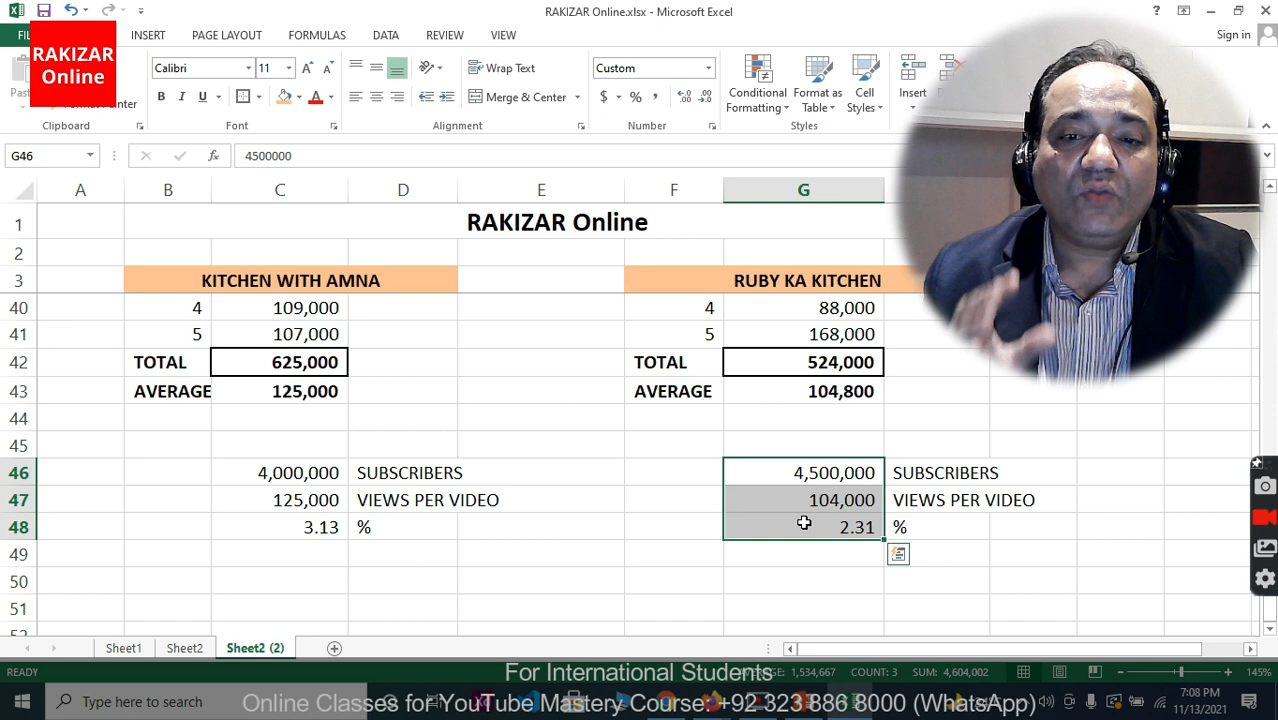 RAKIZAR Online.xlsx - Microsoft Excel
?
Sign in
RAKIZAR
Online
INSERT
PAGE LAYOUT
FORMULAS
DATA
REVIEW
VIEW
Calibri
11
Wrap Text
Merge & Center
Custom
$ % ,
Conditional Formatting
Format as Table
Cell Styles
Insert
B I U
Clipboard
Font
Alignment
Number
Styles
G46
fx
4500000
A B C D E F G
1 RAKIZAR Online
2
3 KITCHEN WITH AMNA RUBY KA KITCHEN
40 4 109,000 4 88,000
41 5 107,000 5 168,000
42 TOTAL 625,000 TOTAL 524,000
43 AVERAGE 125,000 AVERAGE 104,800
44
45
46 4,000,000 SUBSCRIBERS 4,500,000 SUBSCRIBERS
47 125,000 VIEWS PER VIDEO 104,000 VIEWS PER VIDEO
48 3.13 % 2.31 %
49
50
51
Sheet1 Sheet2 Sheet2 (2)
READY
For International Students
COUNT: 3 SUM: 4,604,002
145%
Type here to search
Online Classes for YouTube Mastery Course: +92 323 886 8000 (WhatsApp)
7:08 PM
11/13/2021